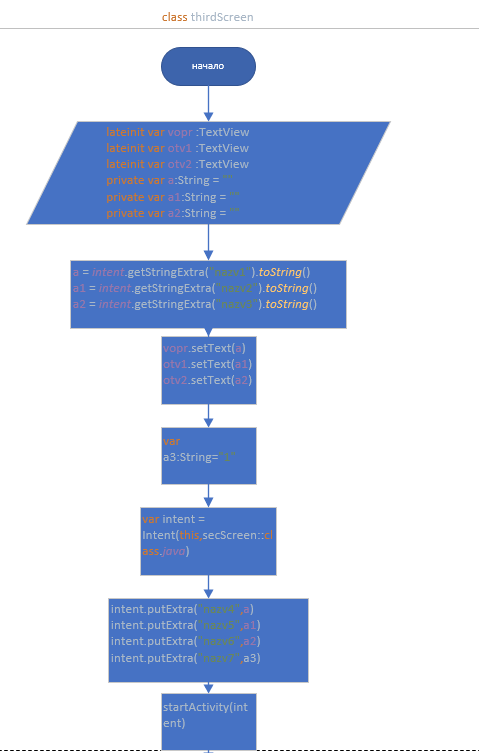 class thirdScreen
начало
lateinit var vopr :TextView
lateinit var otv1 :TextView
lateinit var otv2 :TextView
private var a:String = ""
private var a1:String = ""
private var a2:String = ""
a = intent.getStringExtra("nazv1").toString()
a1 = intent.getStringExtra("nazv2").toString()
a2 = intent.getStringExtra("nazv3").toString()
vopr.setText(a)
otv1.setText(a1)
otv2.setText(a2)
var
a3:String="1"
var intent =
Intent(this,secScreen::cl
ass.java)
intent.putExtra("nazv4",a)
intent.putExtra("nazv5",a1)
intent.putExtra("nazv6",a2)
intent.putExtra("nazv7",a3)
startActivity(int
ent)